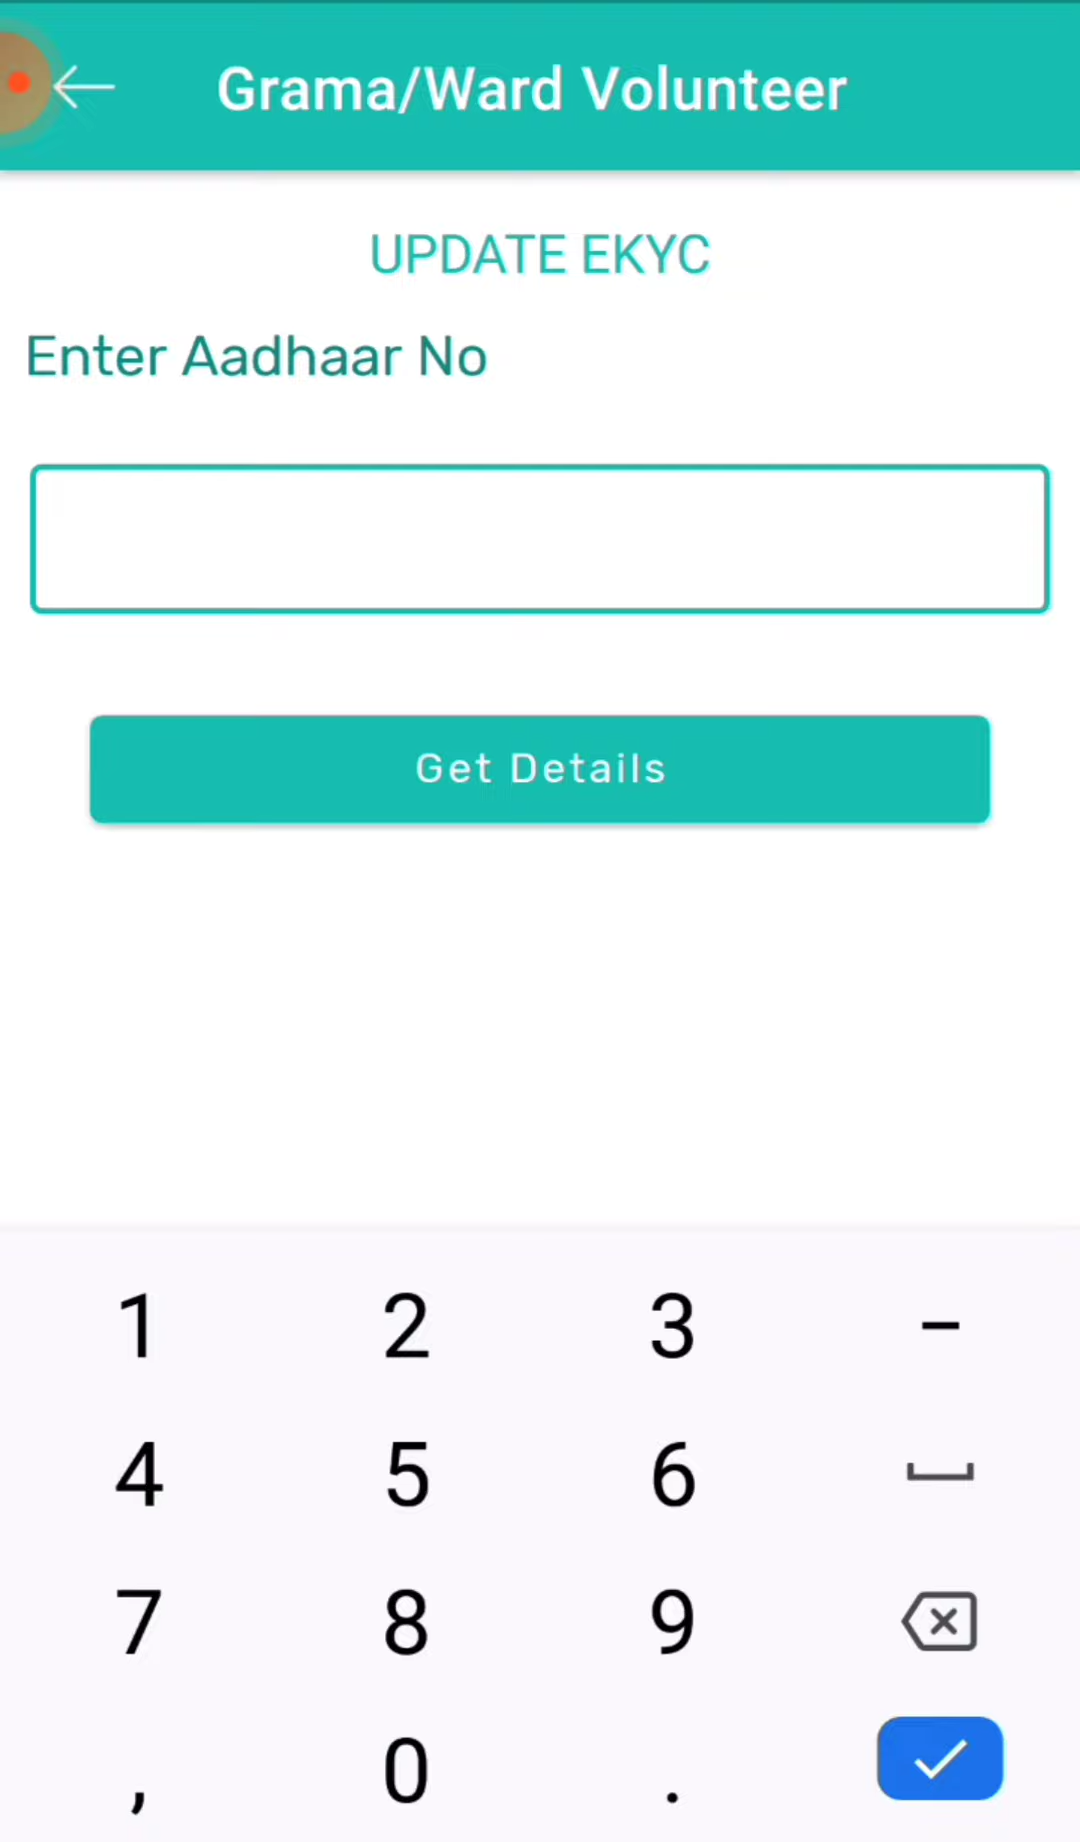 Grama/Ward Volunteer
UPDATE EKYC
Enter Aadhaar No
Get Details
1 2 3 -
4 5 6
7 8 9
, 0 .